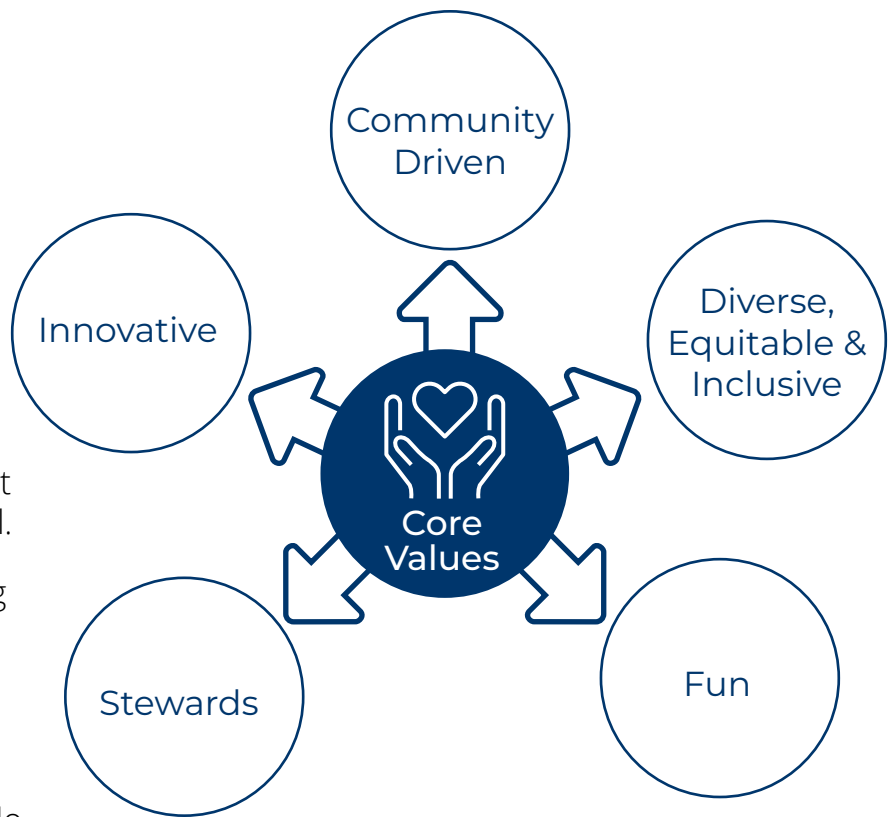 Community
Driven
Diverse,
Equitable &
Inclusive
Innovative
Core
Values
Stewards
Fun